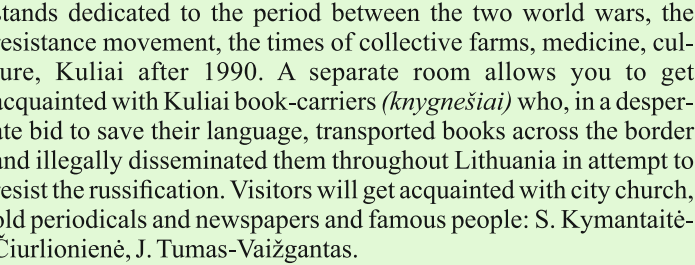 stands dedicated to the period between the two world wars, the
resistance movement, the times of collective farms, medicine, cul-
ture, Kuliai after 1990. A separate room allows you to get
acquainted with Kuliai book-carriers (knygnešiai) who, in a desper-
ate bid to save their language, transported books across the border
and illegally disseminated them throughout Lithuania in attempt to
resist the russification. Visitors will get acquainted with city church,
old periodicals and newspapers and famous people: S. Kymantaitė-
Čiurlionienė, J. Tumas-Vaižgantas.